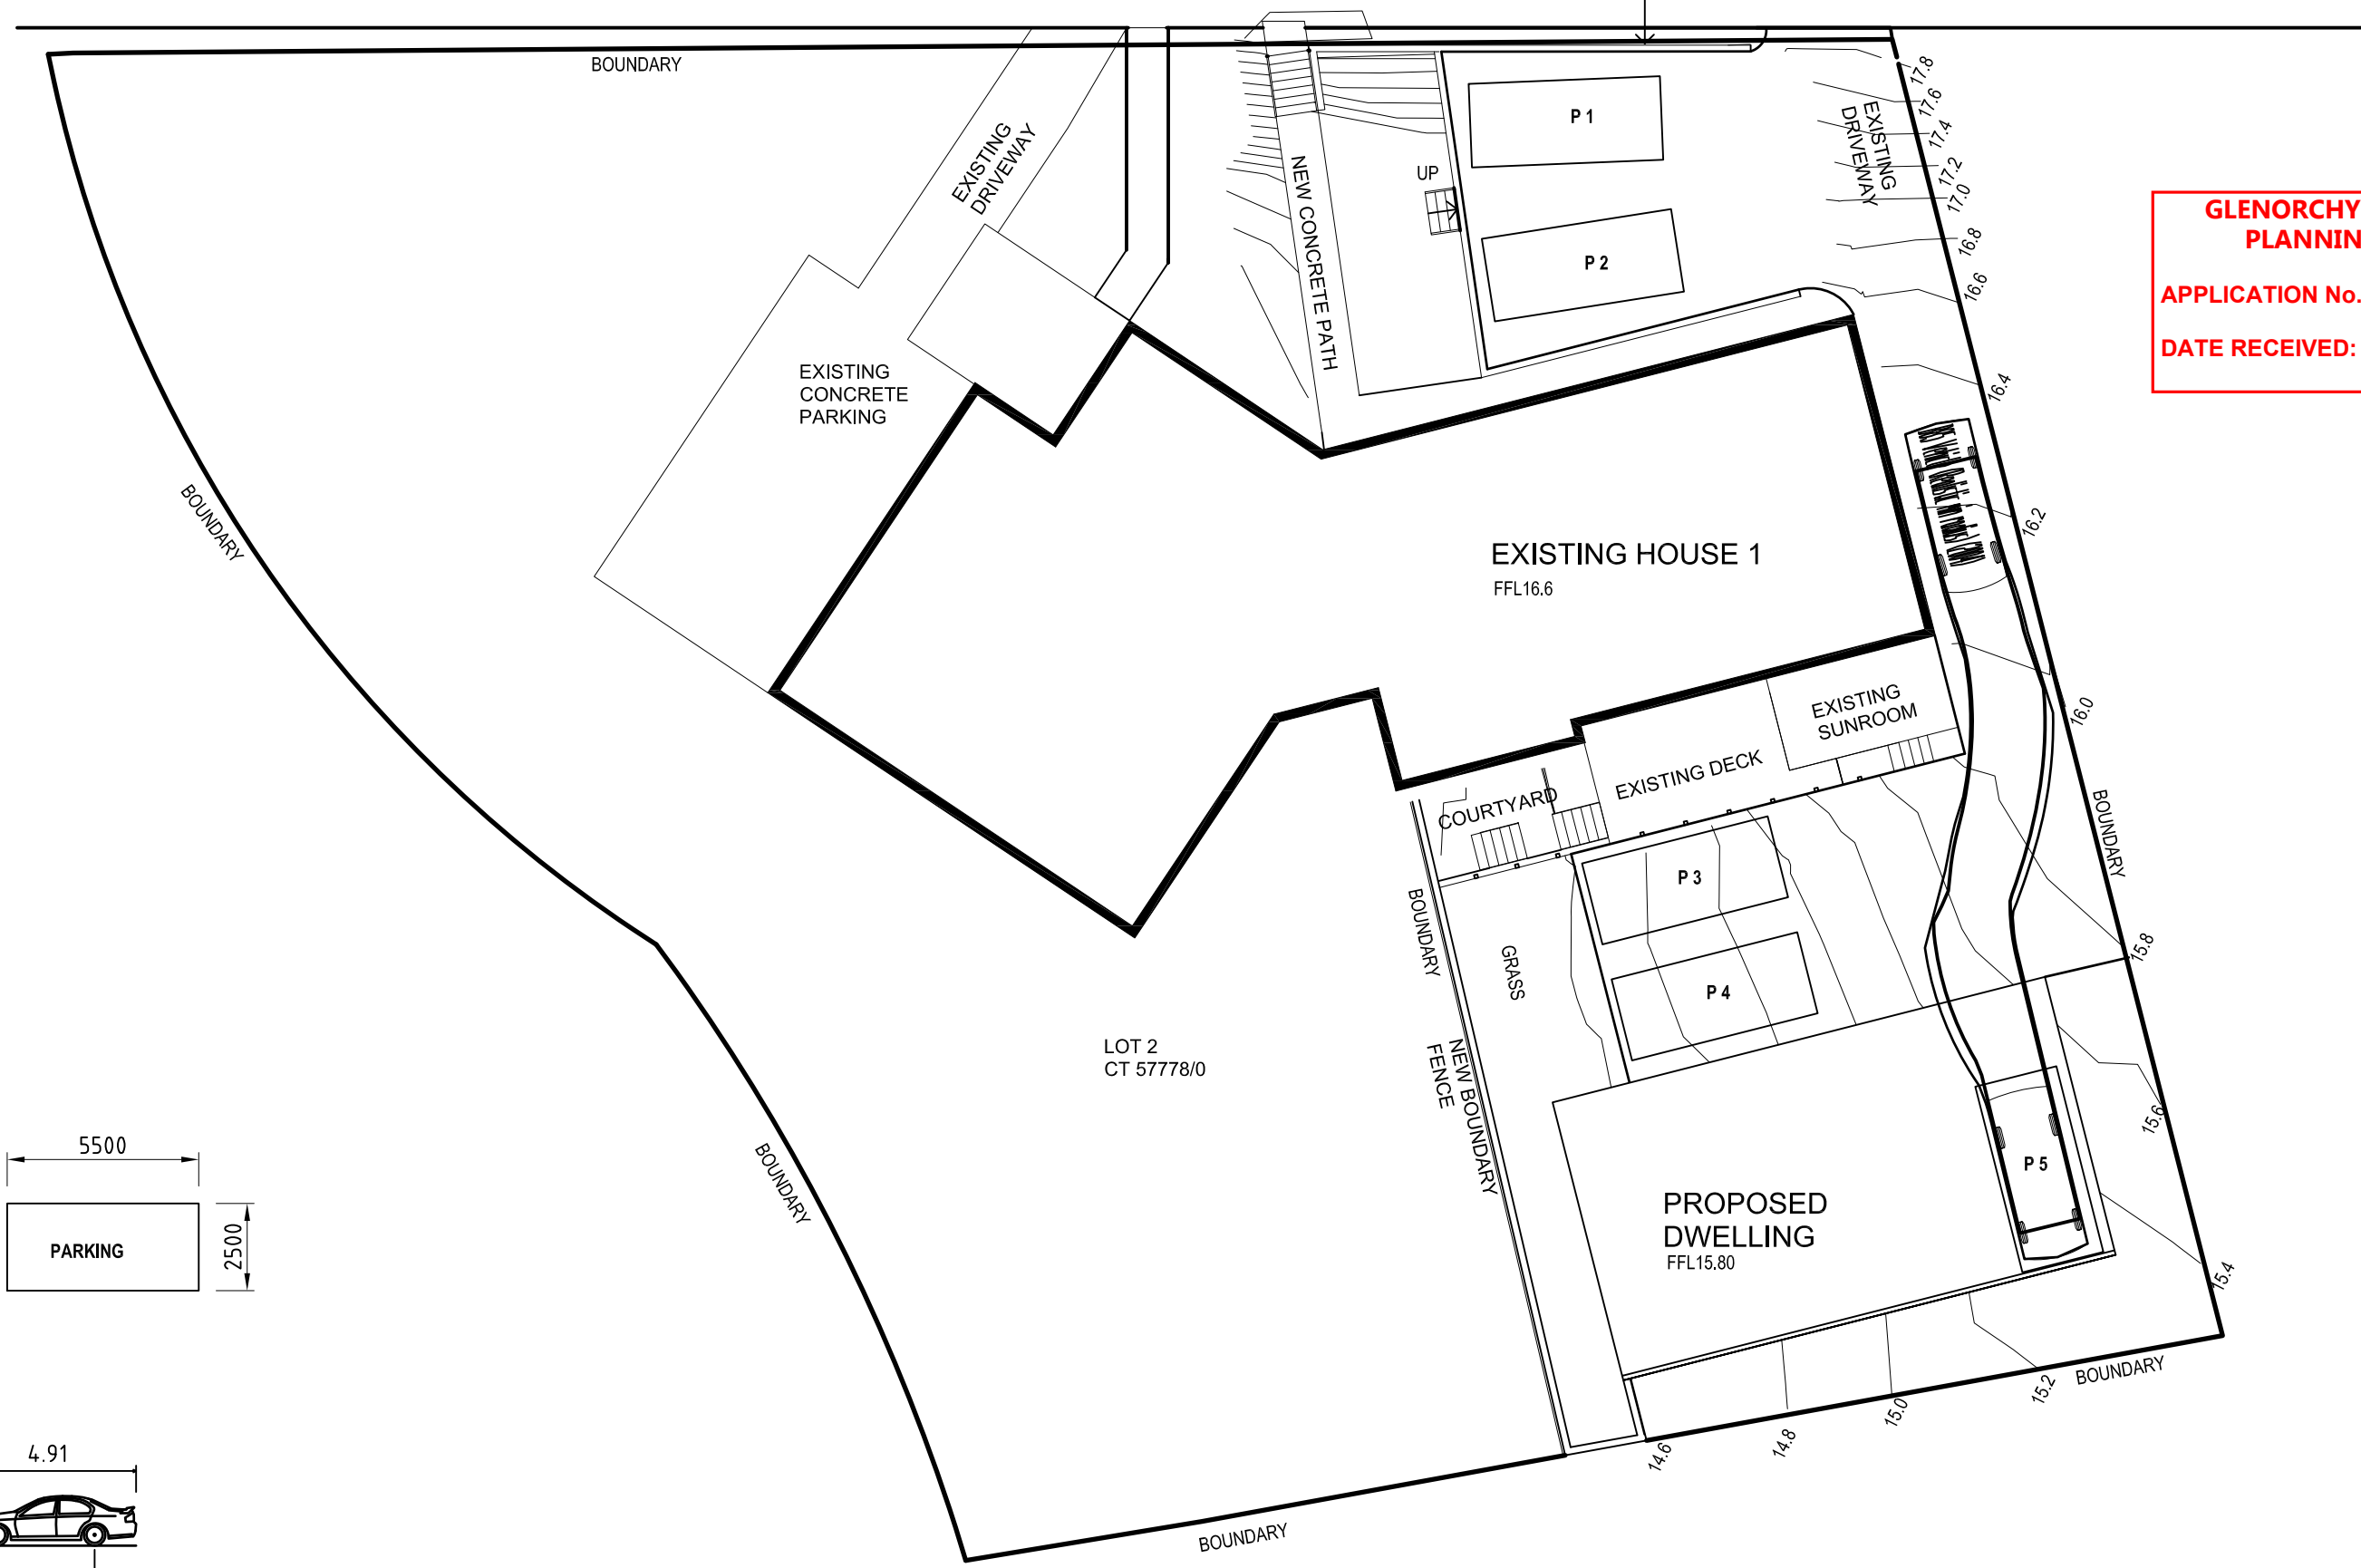 BOUNDARY
17.8
17.6
17.4
17.2
17.0
16.8
16.6
16.4
16.2
16.0
15.8
15.6
15.4
15.2
15.0
14.8
14.6
EXISTING
DRIVEWAY
P 1
UP
P 2
NEW CONCRETE PATH
EXISTING
DRIVEWAY
GLENORCHY
PLANNIN
APPLICATION No.
DATE RECEIVED:
EXISTING
CONCRETE
PARKING
BOUNDARY
EXISTING HOUSE 1
FFL16.6
EXISTING
SUNROOM
EXISTING DECK
COURTYARD
BOUNDARY
P 3
BOUNDARY
GRASS
P 4
LOT 2
CT 57778/0
NEW BOUNDARY
FENCE
BOUNDARY
P 5
PROPOSED
DWELLING
FFL15.80
5500
PARKING
2500
BOUNDARY
4.91
BOUNDARY